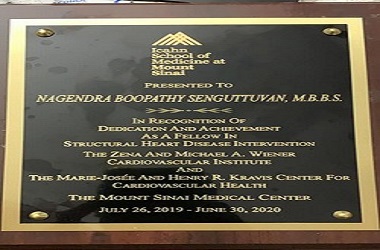 Icahn
School of
Medicine at
Mount
Sinai
PRESENTED TO
NAGENDRA BOOPATHY SENGUTTUVAN, M.B.B.S.
IN RECOGNITION OF
DEDICATION AND ACHIEVEMENT
AS A FELLOW IN
STRUCTURAL HEART DISEASE INTERVENTION
THE ZENA AND MICHAEL A. WIENER
CARDIOVASCULAR INSTITUTE
AND
THE MARIE-JOSÉE AND HENRY R. KRAVIS CENTER FOR
CARDIOVASCULAR HEALTH
THE MOUNT SINAI MEDICAL CENTER
JULY 26, 2019 - JUNE 30, 2020